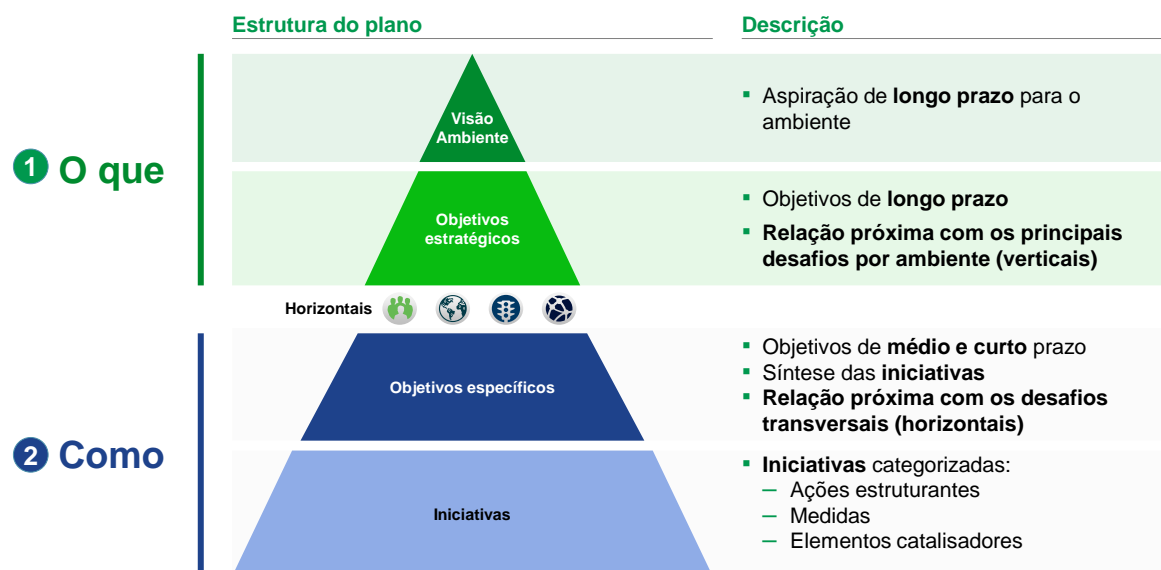 Estrutura do plano
Descrição
1 O que
Visão
Ambiente
▪ Aspiração de longo prazo para o
ambiente
Objetivos
estratégicos
▪ Objetivos de longo prazo
▪ Relação próxima com os principais
desafios por ambiente (verticais)
Horizontais
2 Como
Objetivos específicos
▪ Objetivos de médio e curto prazo
▪ Síntese das iniciativas
▪ Relação próxima com os desafios
transversais (horizontais)
Iniciativas
▪ Iniciativas categorizadas:
– Ações estruturantes
– Medidas
– Elementos catalisadores